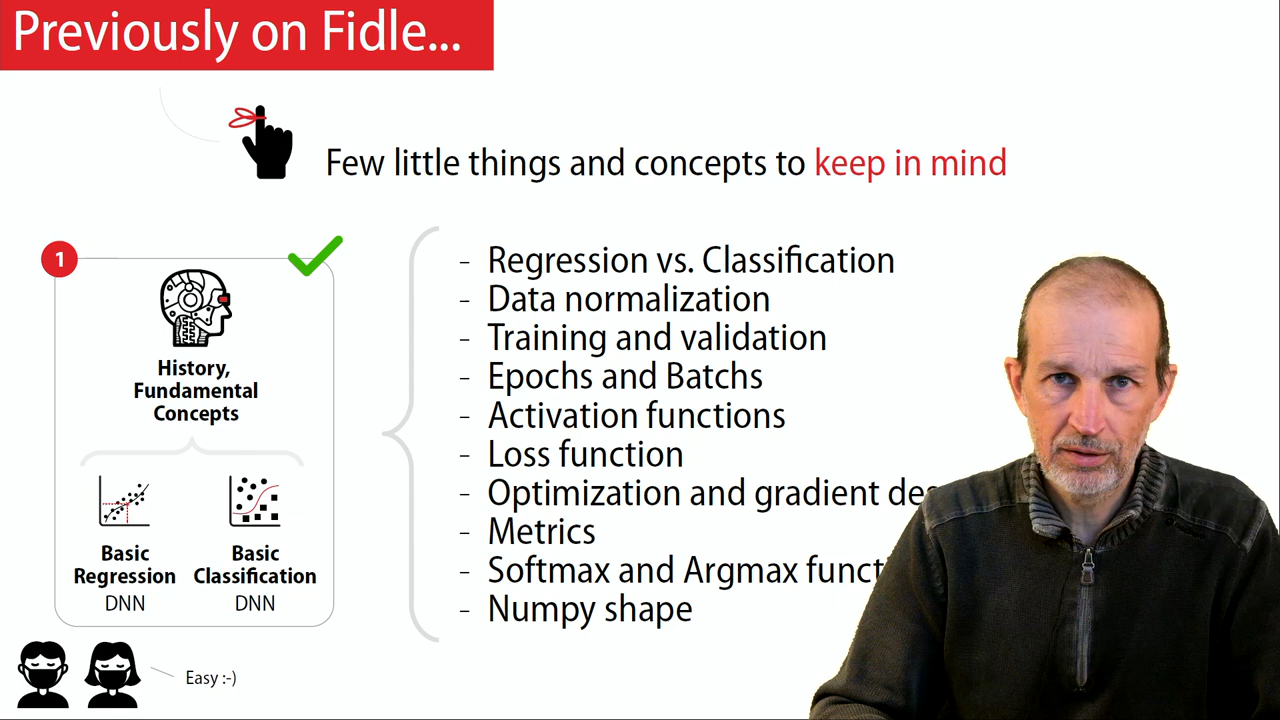 Previously on Fidle...
Few little things and concepts to keep in mind
1
History,
Fundamental
Concepts
Basic
Regression
DNN
Basic
Classification
DNN
- Regression vs. Classification
- Data normalization
- Training and validation
- Epochs and Batchs
- Activation functions
- Loss function
- Optimization and gradient des
- Metrics
- Softmax and Argmax funct
- Numpy shape
Easy :-)